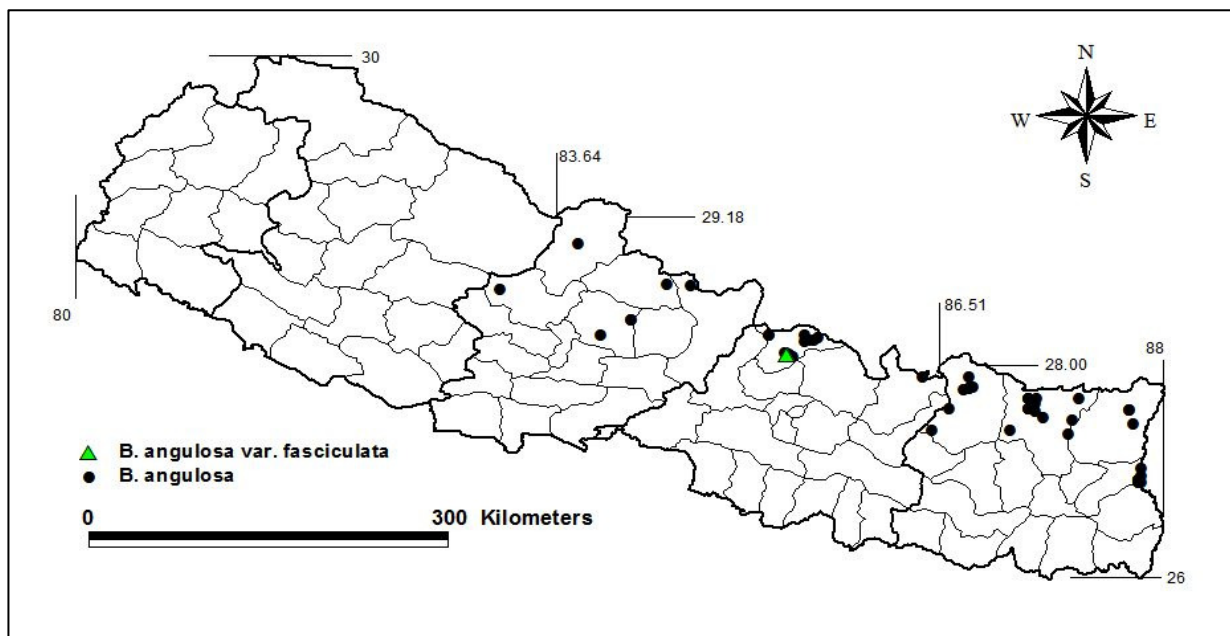 30
N
W
E
S
83.64
29.18
80
86.51
28.00
88
B. angulosa var. fasciculata
B. angulosa
0
300 Kilometers
26